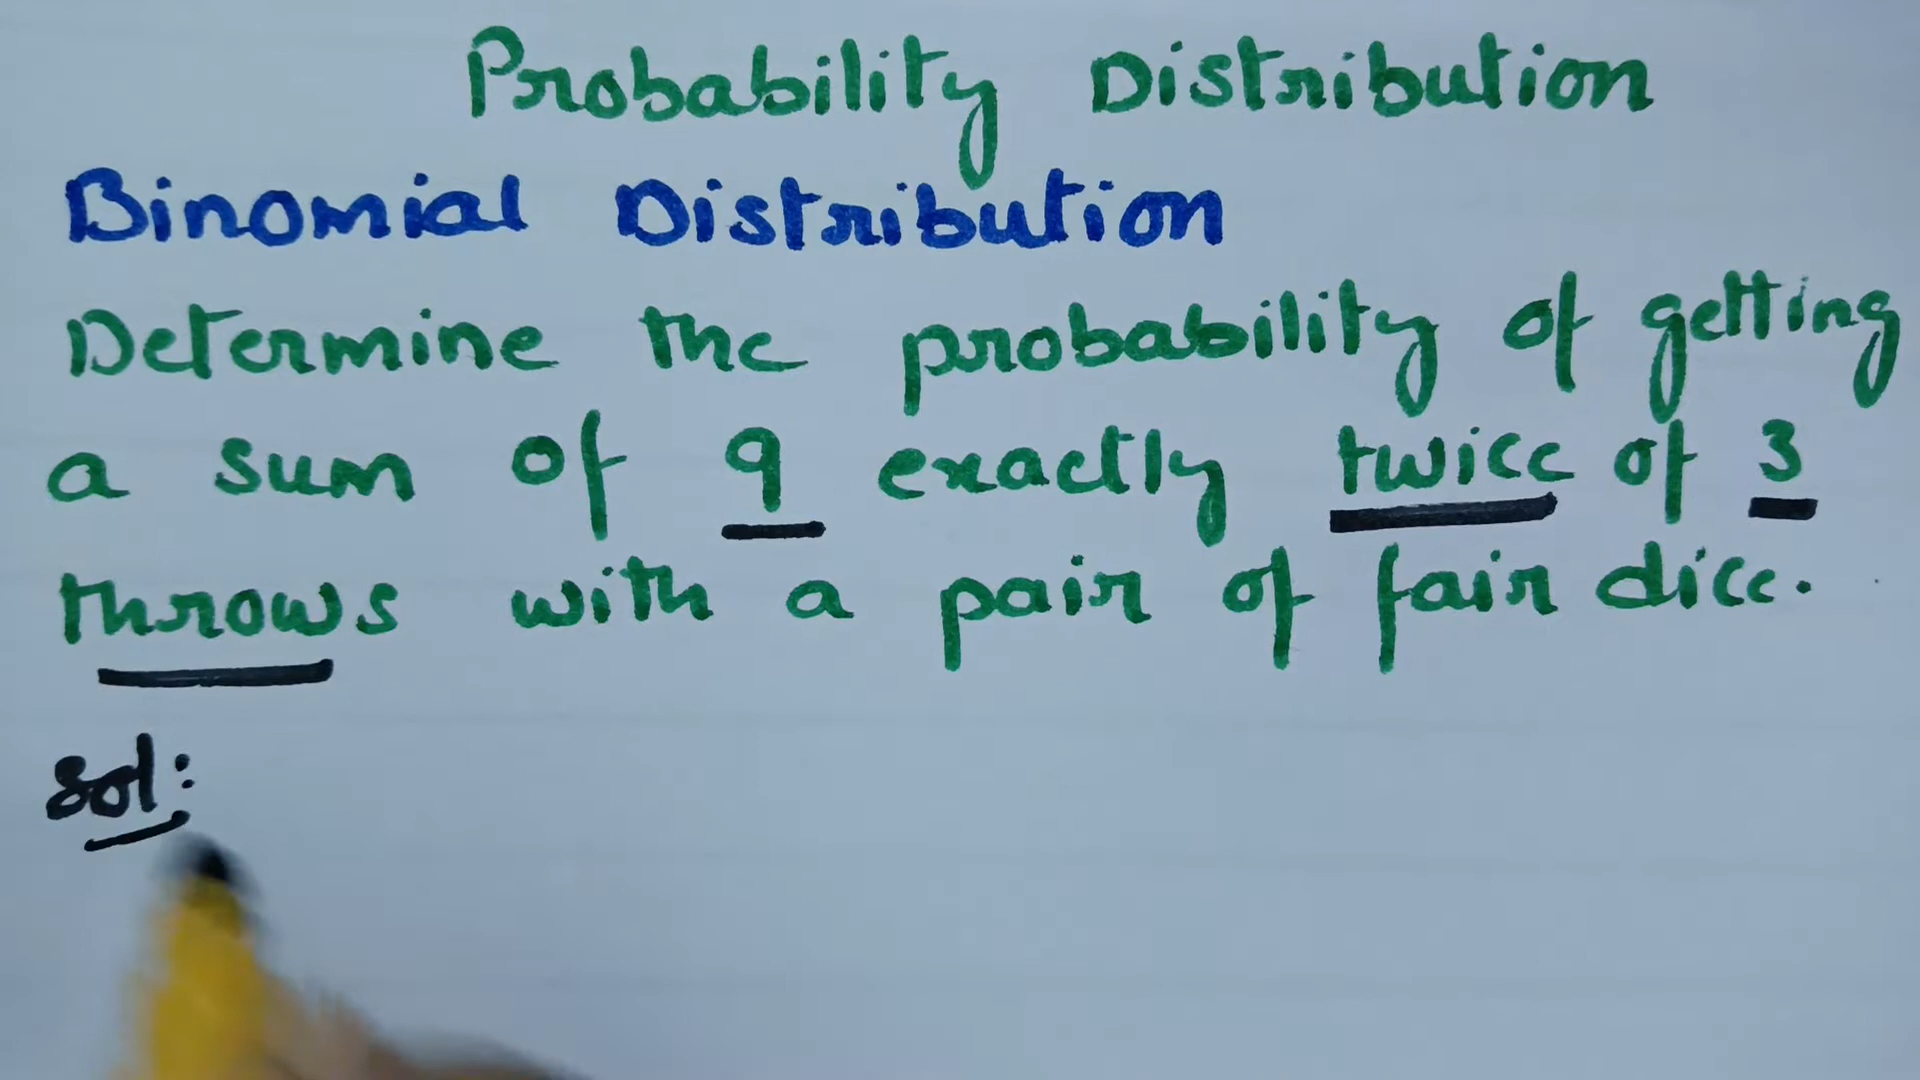 Probability Distribution
Binomial Distribution
Determine the probability of getting
a sum of 9 exactly twice of 3
throws with a pair of fair dice.
Sol: